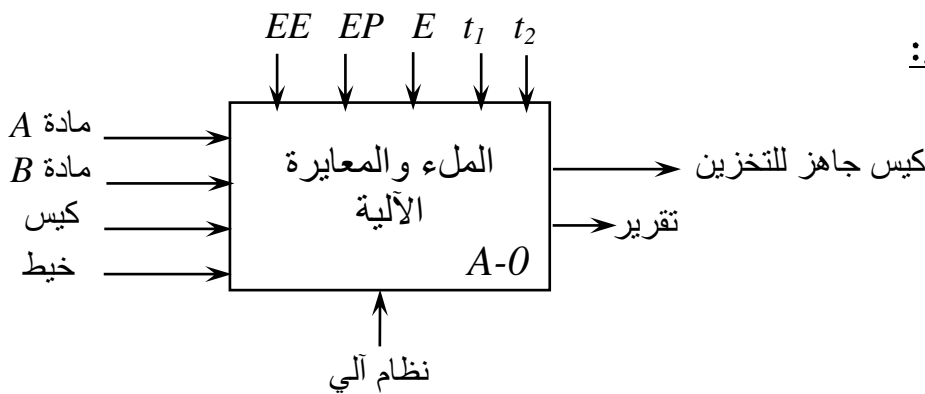 EE EP E t₁ t₂
:
مادة A
مادة B
كيس
خيط
الملء والمعايرة
الآلية
A-0
كيس جاهز للتخزين
تقرير
نظام آلي